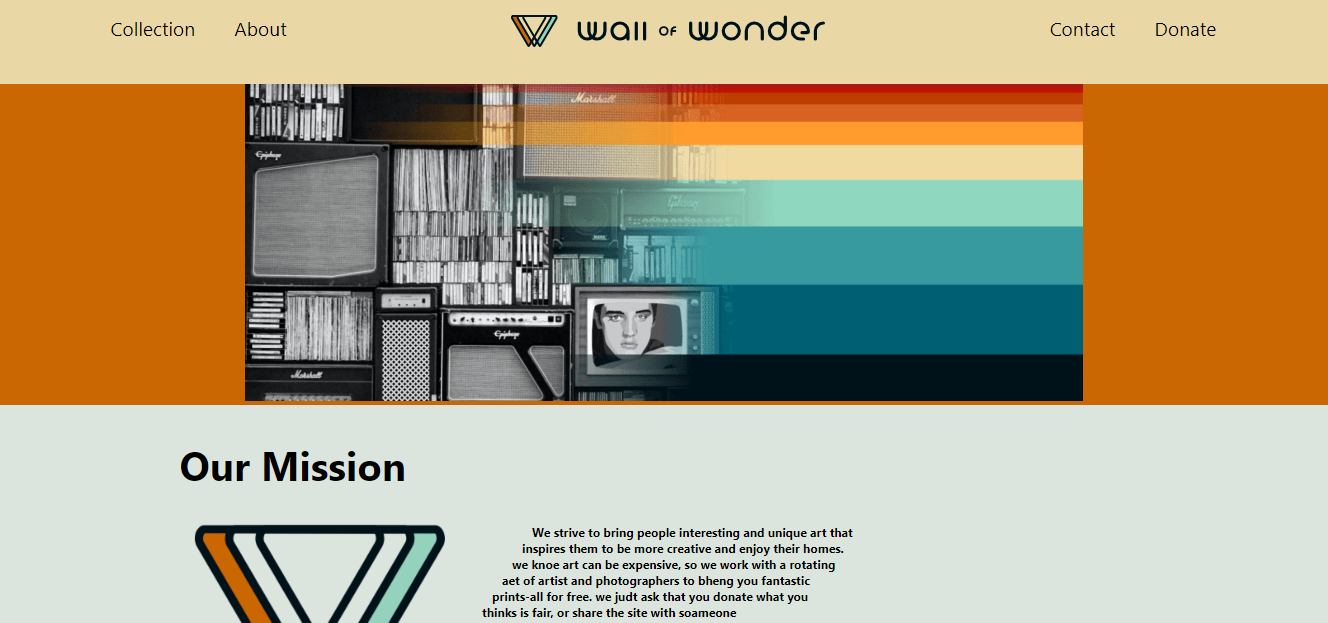 Collection About wall OF wonder Contact Donate
Marshall
Epiphone
Gibson
Epiphone
Marshall
Our Mission
We strive to bring people interesting and unique art that
inspires them to be more creative and enjoy their homes.
we knoe art can be expensive, so we work with a rotating
aet of artist and photographers to bheng you fantastic
prints-all for free. we judt ask that you donate what you
thinks is fair, or share the site with soameone